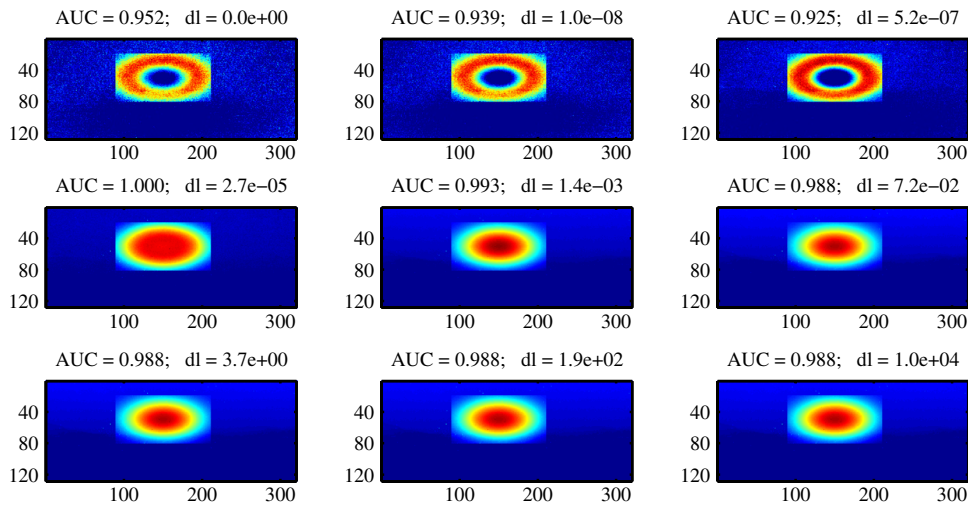 AUC = 0.952;   dl = 0.0e+00
AUC = 0.939;   dl = 1.0e−08
AUC = 0.925;   dl = 5.2e−07
40
80
120
100 200 300
40
80
120
100 200 300
40
80
120
100 200 300
AUC = 1.000;   dl = 2.7e−05
AUC = 0.993;   dl = 1.4e−03
AUC = 0.988;   dl = 7.2e−02
40
80
120
100 200 300
40
80
120
100 200 300
40
80
120
100 200 300
AUC = 0.988;   dl = 3.7e+00
AUC = 0.988;   dl = 1.9e+02
AUC = 0.988;   dl = 1.0e+04
40
80
120
100 200 300
40
80
120
100 200 300
40
80
120
100 200 300